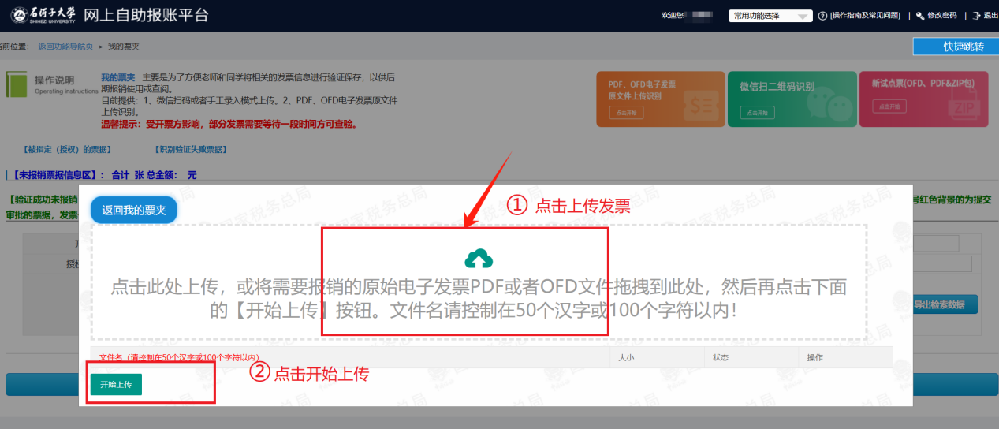 石河子大学 网上自助报账平台
SHIHEZI UNIVERSITY
欢迎您
常用功能选择
[操作指南及常见问题] | 修改密码 | 退出
前位置： 返回功能导航页 > 我的票夹
快捷跳转
操作说明
Operating instructions
我的票夹 主要是为了方便老师和同学将相关的发票信息进行验证保存，以供后
期报销使用或查阅。
目前提供：1、微信扫码或者手工录入模式上传。2、PDF、OFD电子发票原文件
上传识别。
温馨提示：受开票方影响，部分发票需要等待一段时间方可查验。
PDF、OFD电子发票
原文件上传识别
点击开始
微信扫二维码识别
点击开始
新试点票(OFD、PDF&ZIP包)
点击开始
ZIP
【被指定（授权）的票据】 【识别验证失败票据】
【未报销票据信息区】： 合计 张 总金额： 元
【验证成功未报销
号红色背景的为提交
审批的票据，发票
返回我的票夹
① 点击上传发票
点击此处上传，或将需要报销的原始电子发票PDF或者OFD文件拖拽到此处，然后再点击下面
的【开始上传】按钮。文件名请控制在50个汉字或100个字符以内！
授权
导出检索数据
文件名（请控制在50个汉字或100个字符以内） 大小 状态 操作
② 点击开始上传
开始上传